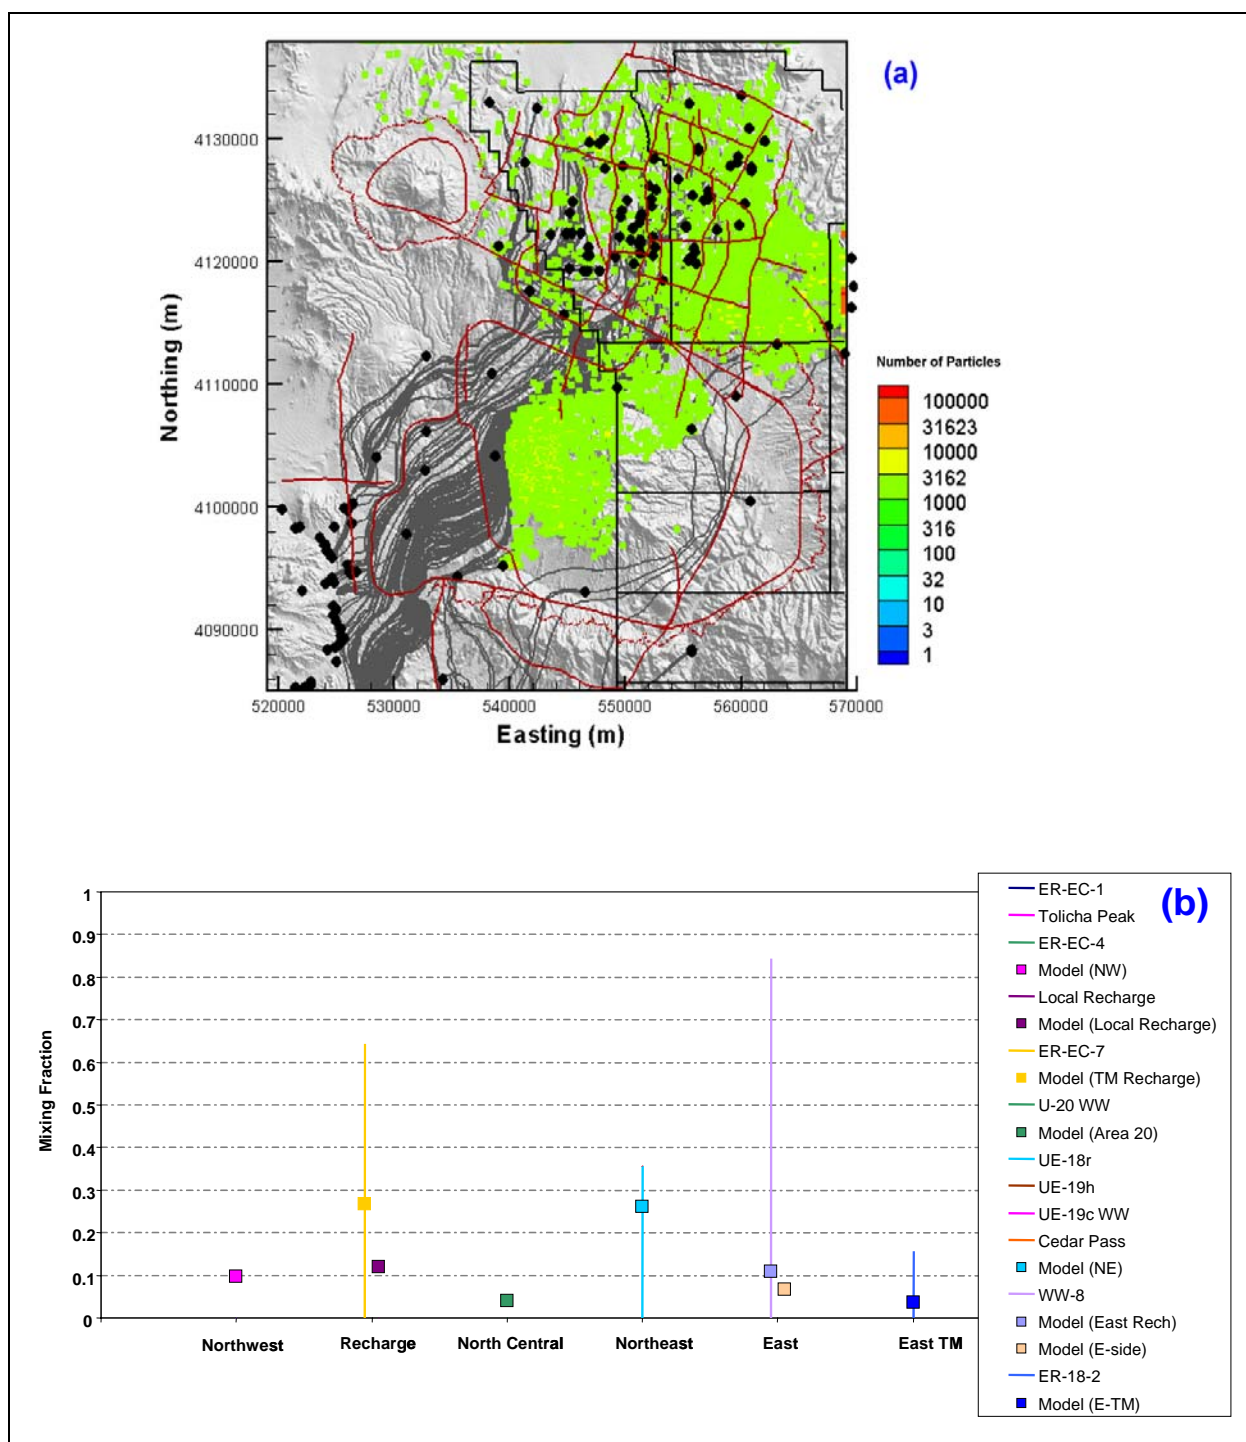 (a)
4130000
4120000
4110000
4100000
4090000
Northing (m)
520000 530000 540000 550000 560000 570000
Easting (m)
Number of Particles
100000
31623
10000
3162
1000
316
100
32
10
3
1
(b)
1
0.9
0.8
0.7
0.6
0.5
0.4
0.3
0.2
0.1
0
Mixing Fraction
Northwest Recharge North Central Northeast East East TM
ER-EC-1
Tolicha Peak
ER-EC-4
Model (NW)
Local Recharge
Model (Local Recharge)
ER-EC-7
Model (TM Recharge)
U-20 WW
Model (Area 20)
UE-18r
UE-19h
UE-19c WW
Cedar Pass
Model (NE)
WW-8
Model (East Rech)
Model (E-side)
ER-18-2
Model (E-TM)